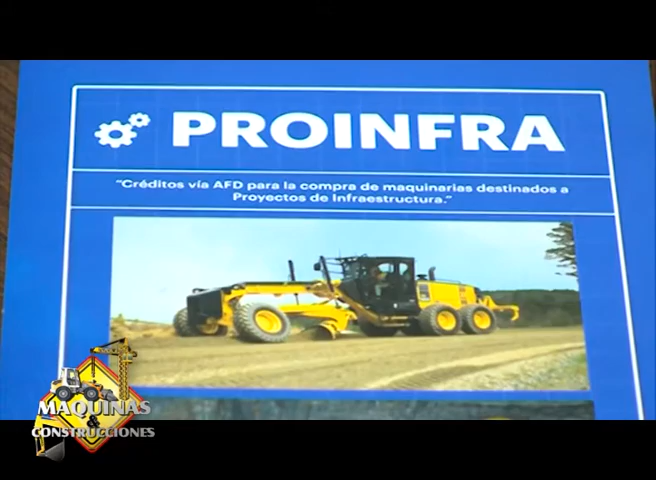 PROINFRA
"Créditos vía AFD para la compra de maquinarias destinados a
Proyectos de Infraestructura."
MAQUINAS
&
CONSTRUCCIONES